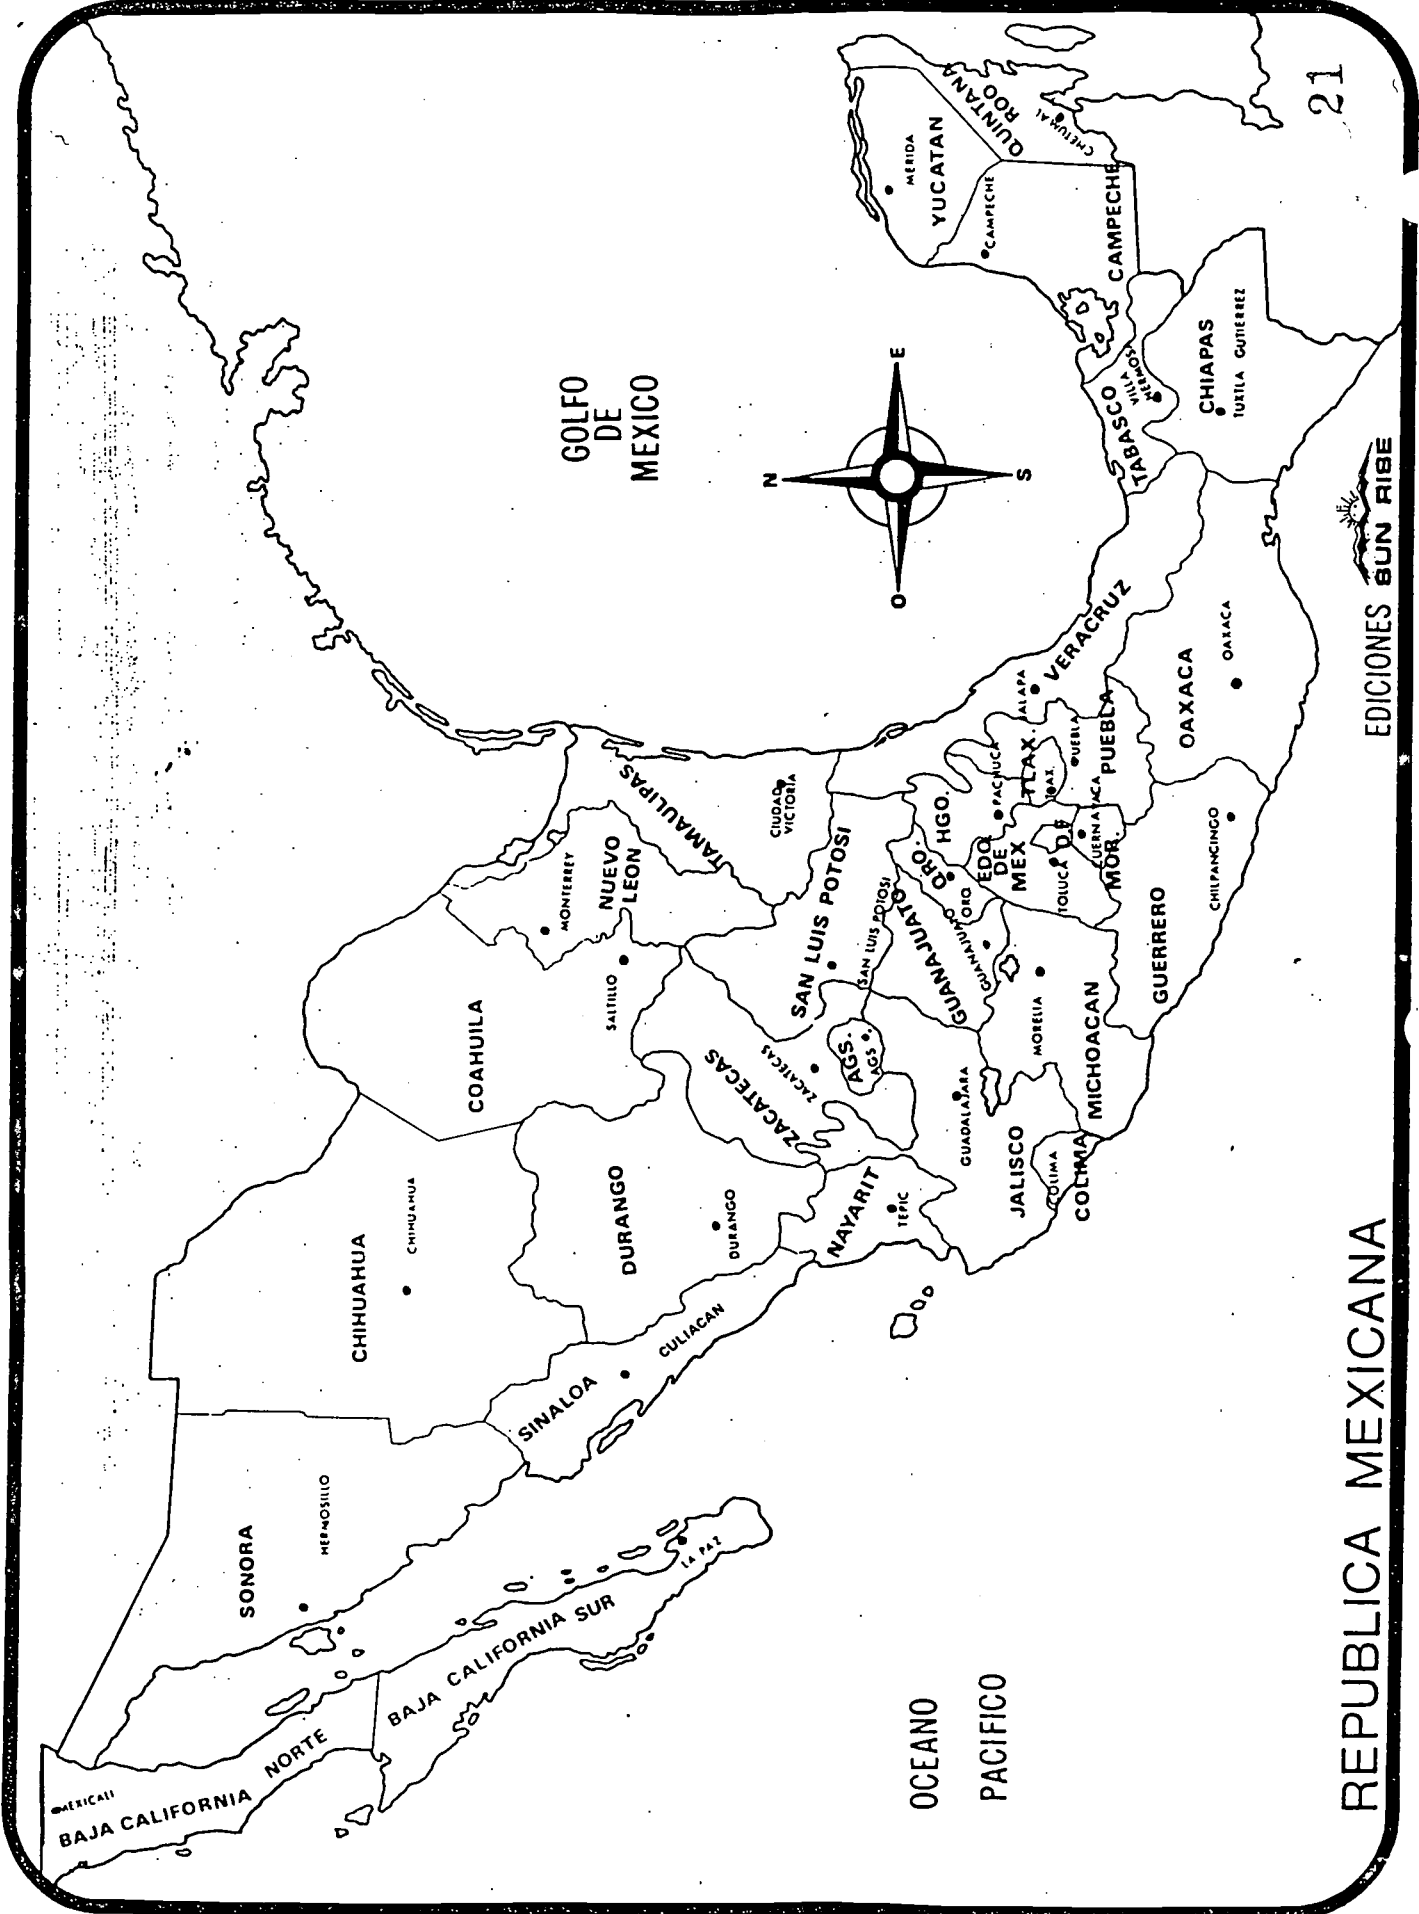 BAJA CALIFORNIA NORTE
MEXICALI
BAJA CALIFORNIA SUR
LA PAZ
SONORA
HERMOSILLO
CHIHUAHUA
CHIHUAHUA
COAHUILA
SALTILLO
NUEVO
LEON
MONTERREY
TAMAULIPAS
CIUDAD
VICTORIA
SINALOA
CULIACAN
DURANGO
DURANGO
ZACATECAS
ZACATECAS
SAN LUIS POTOSI
SAN LUIS POTOSI
NAYARIT
TEPIC
AGS.
AGS.
JALISCO
GUADALAJARA
GUANAJUATO
GUANAJUATO
QRO.
QRO
HGO.
PACHUCA
COLIMA
COLIMA
MICHOACAN
MORELIA
EDO.
DE
MEX
TOLUCA
D.F
TLAX.
TLAX.
MOR.
CUERNAVACA
PUEBLA
PUEBLA
VERACRUZ
JALAPA
GUERRERO
CHILPANCINGO
OAXACA
OAXACA
TABASCO
VILLA
HERMOSA
CHIAPAS
TUXTLA GUTIERREZ
CAMPECHE
CAMPECHE
YUCATAN
MERIDA
QUINTANA
ROO
CHETUMAL
GOLFO
DE
MEXICO
N
E
S
O
OCEANO
PACIFICO
REPUBLICA MEXICANA
EDICIONES SUN RISE
21